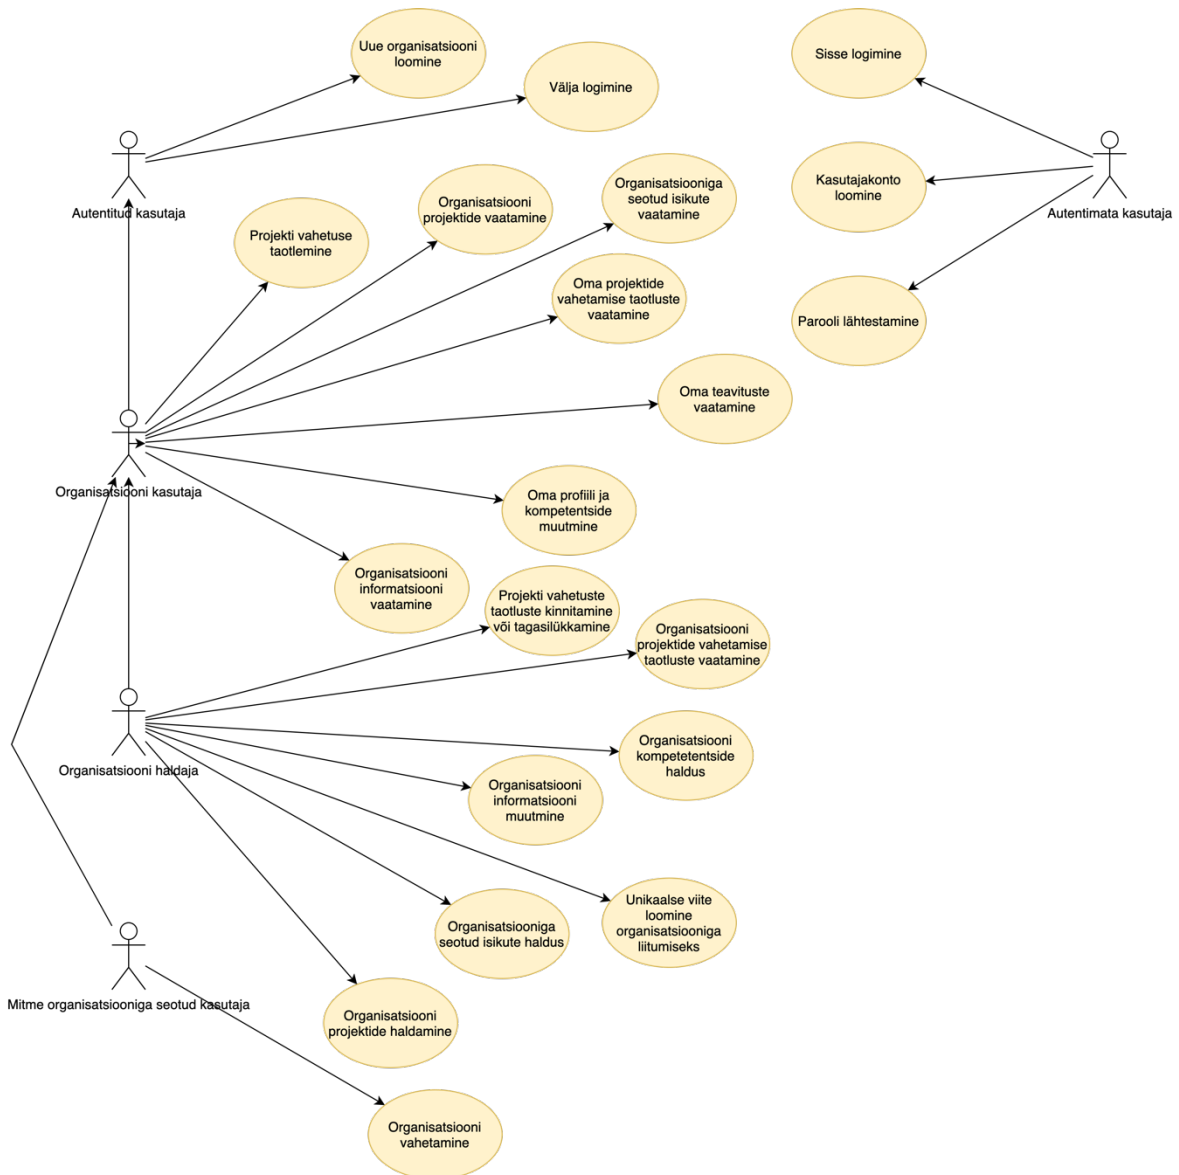 Uue organisatsiooni
loomine
Välja logimine
Sisse logimine
Autentitud kasutaja
Kasutajakonto
loomine
Autentimata kasutaja
Organisatsiooni
projektide vaatamine
Organisatsiooniga
seotud isikute
vaatamine
Projekti vahetuse
taotlemine
Oma projektide
vahetamise taotluste
vaatamine
Parooli lähtestamine
Oma teavituste
vaatamine
Organisatsiooni kasutaja
Oma profiili ja
kompetentside
muutmine
Organisatsiooni
informatsiooni
vaatamine
Projekti vahetuste
taotluste kinnitamine
või tagasilükkamine
Organisatsiooni
projektide vahetamise
taotluste vaatamine
Organisatsiooni haldaja
Organisatsiooni
kompetetentside
haldus
Organisatsiooni
informatsiooni
muutmine
Unikaalse viite
loomine
organisatsiooniga
liitumiseks
Organisatsiooniga
seotud isikute haldus
Mitme organisatsiooniga seotud kasutaja
Organisatsiooni
projektide haldamine
Organisatsiooni
vahetamine